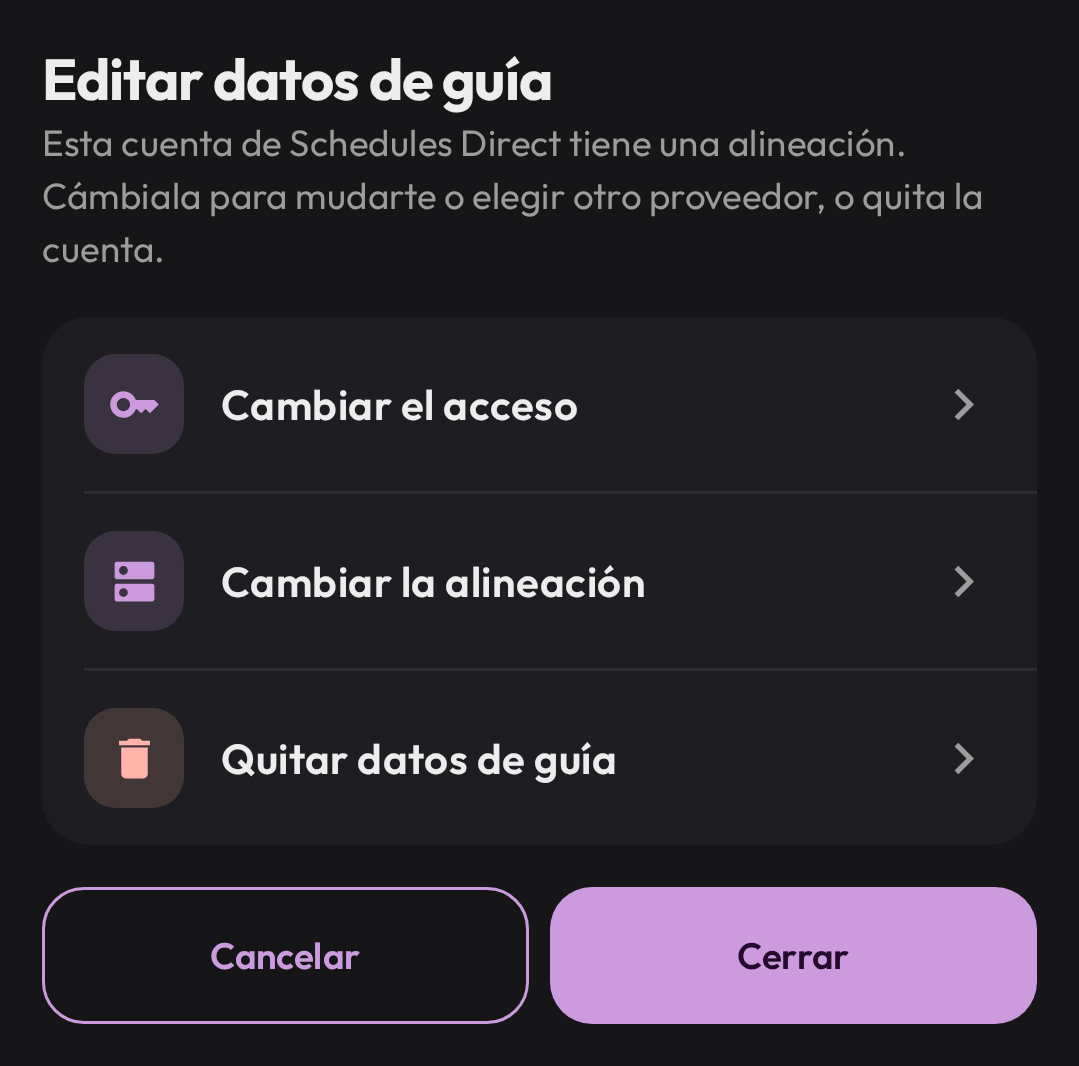 Editar datos de guía
Esta cuenta de Schedules Direct tiene una alineación.
Cámbiala para mudarte o elegir otro proveedor, o quita la
cuenta.
Cambiar el acceso
Cambiar la alineación
Quitar datos de guía
Cancelar
Cerrar